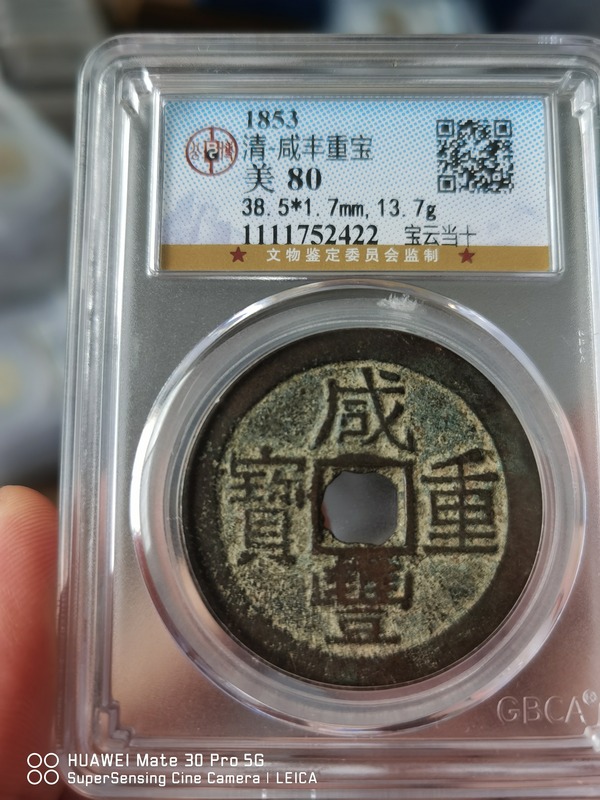 1853
清-咸丰重宝
美 80
38.5*1.7mm,13.7g
1111752422 宝云当十
★ 文物鉴定委员会监制 ★
咸
寶 重
豐
GBCA
HUAWEI Mate 30 Pro 5G
SuperSensing Cine Camera | LEICA